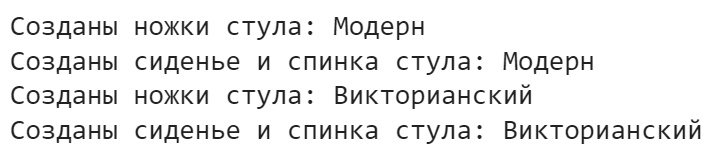 Созданы ножки стула: Модерн
Созданы сиденье и спинка стула: Модерн
Созданы ножки стула: Викторианский
Созданы сиденье и спинка стула: Викторианский